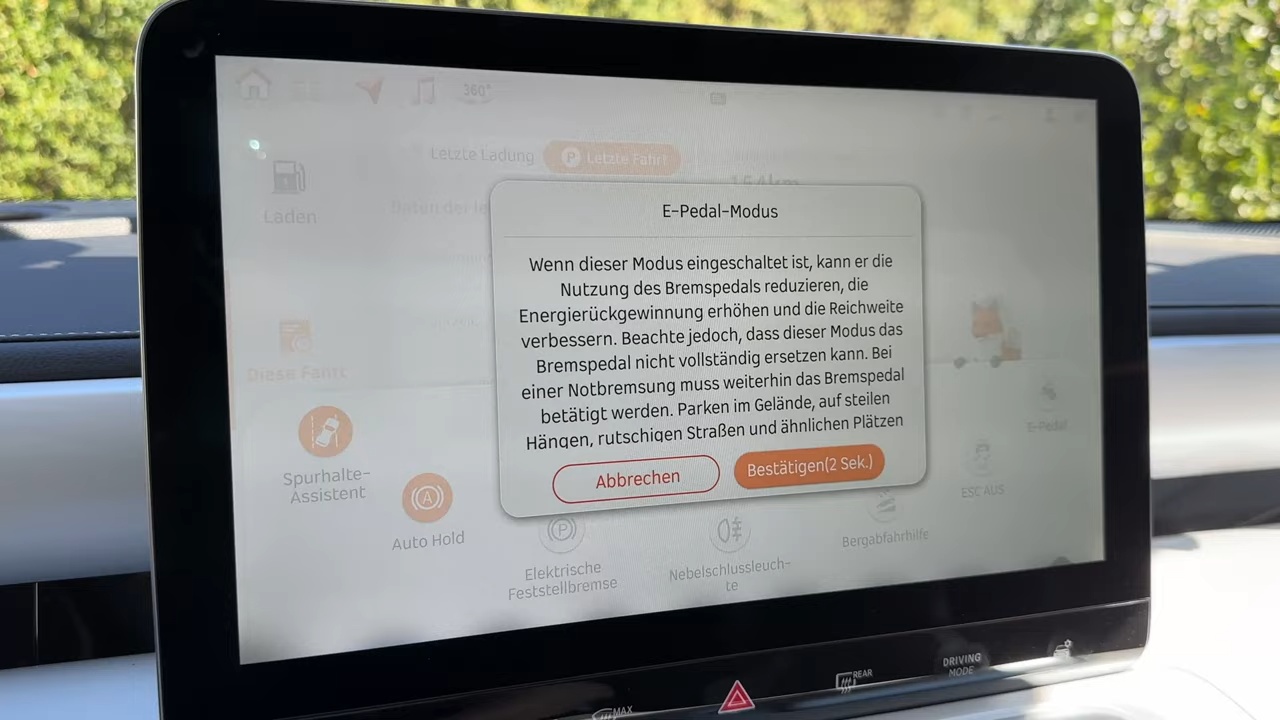 360°
Letzte Ladung
P Letzte Fahrt
Laden
E-Pedal-Modus
Wenn dieser Modus eingeschaltet ist, kann er die
Nutzung des Bremspedals reduzieren, die
Energierückgewinnung erhöhen und die Reichweite
verbessern. Beachte jedoch, dass dieser Modus das
Bremspedal nicht vollständig ersetzen kann. Bei
einer Notbremsung muss weiterhin das Bremspedal
betätigt werden. Parken im Gelände, auf steilen
Hängen, rutschigen Straßen und ähnlichen Plätzen
Abbrechen
Bestätigen(2 Sek.)
Diese Fahrt
E-Pedal
Spurhalte-
Assistent
ESC AUS
Auto Hold
Bergabfahrhilfe
Elektrische
Feststellbremse
Nebelschlussleuch-
te
MAX
REAR
DRIVING
MODE